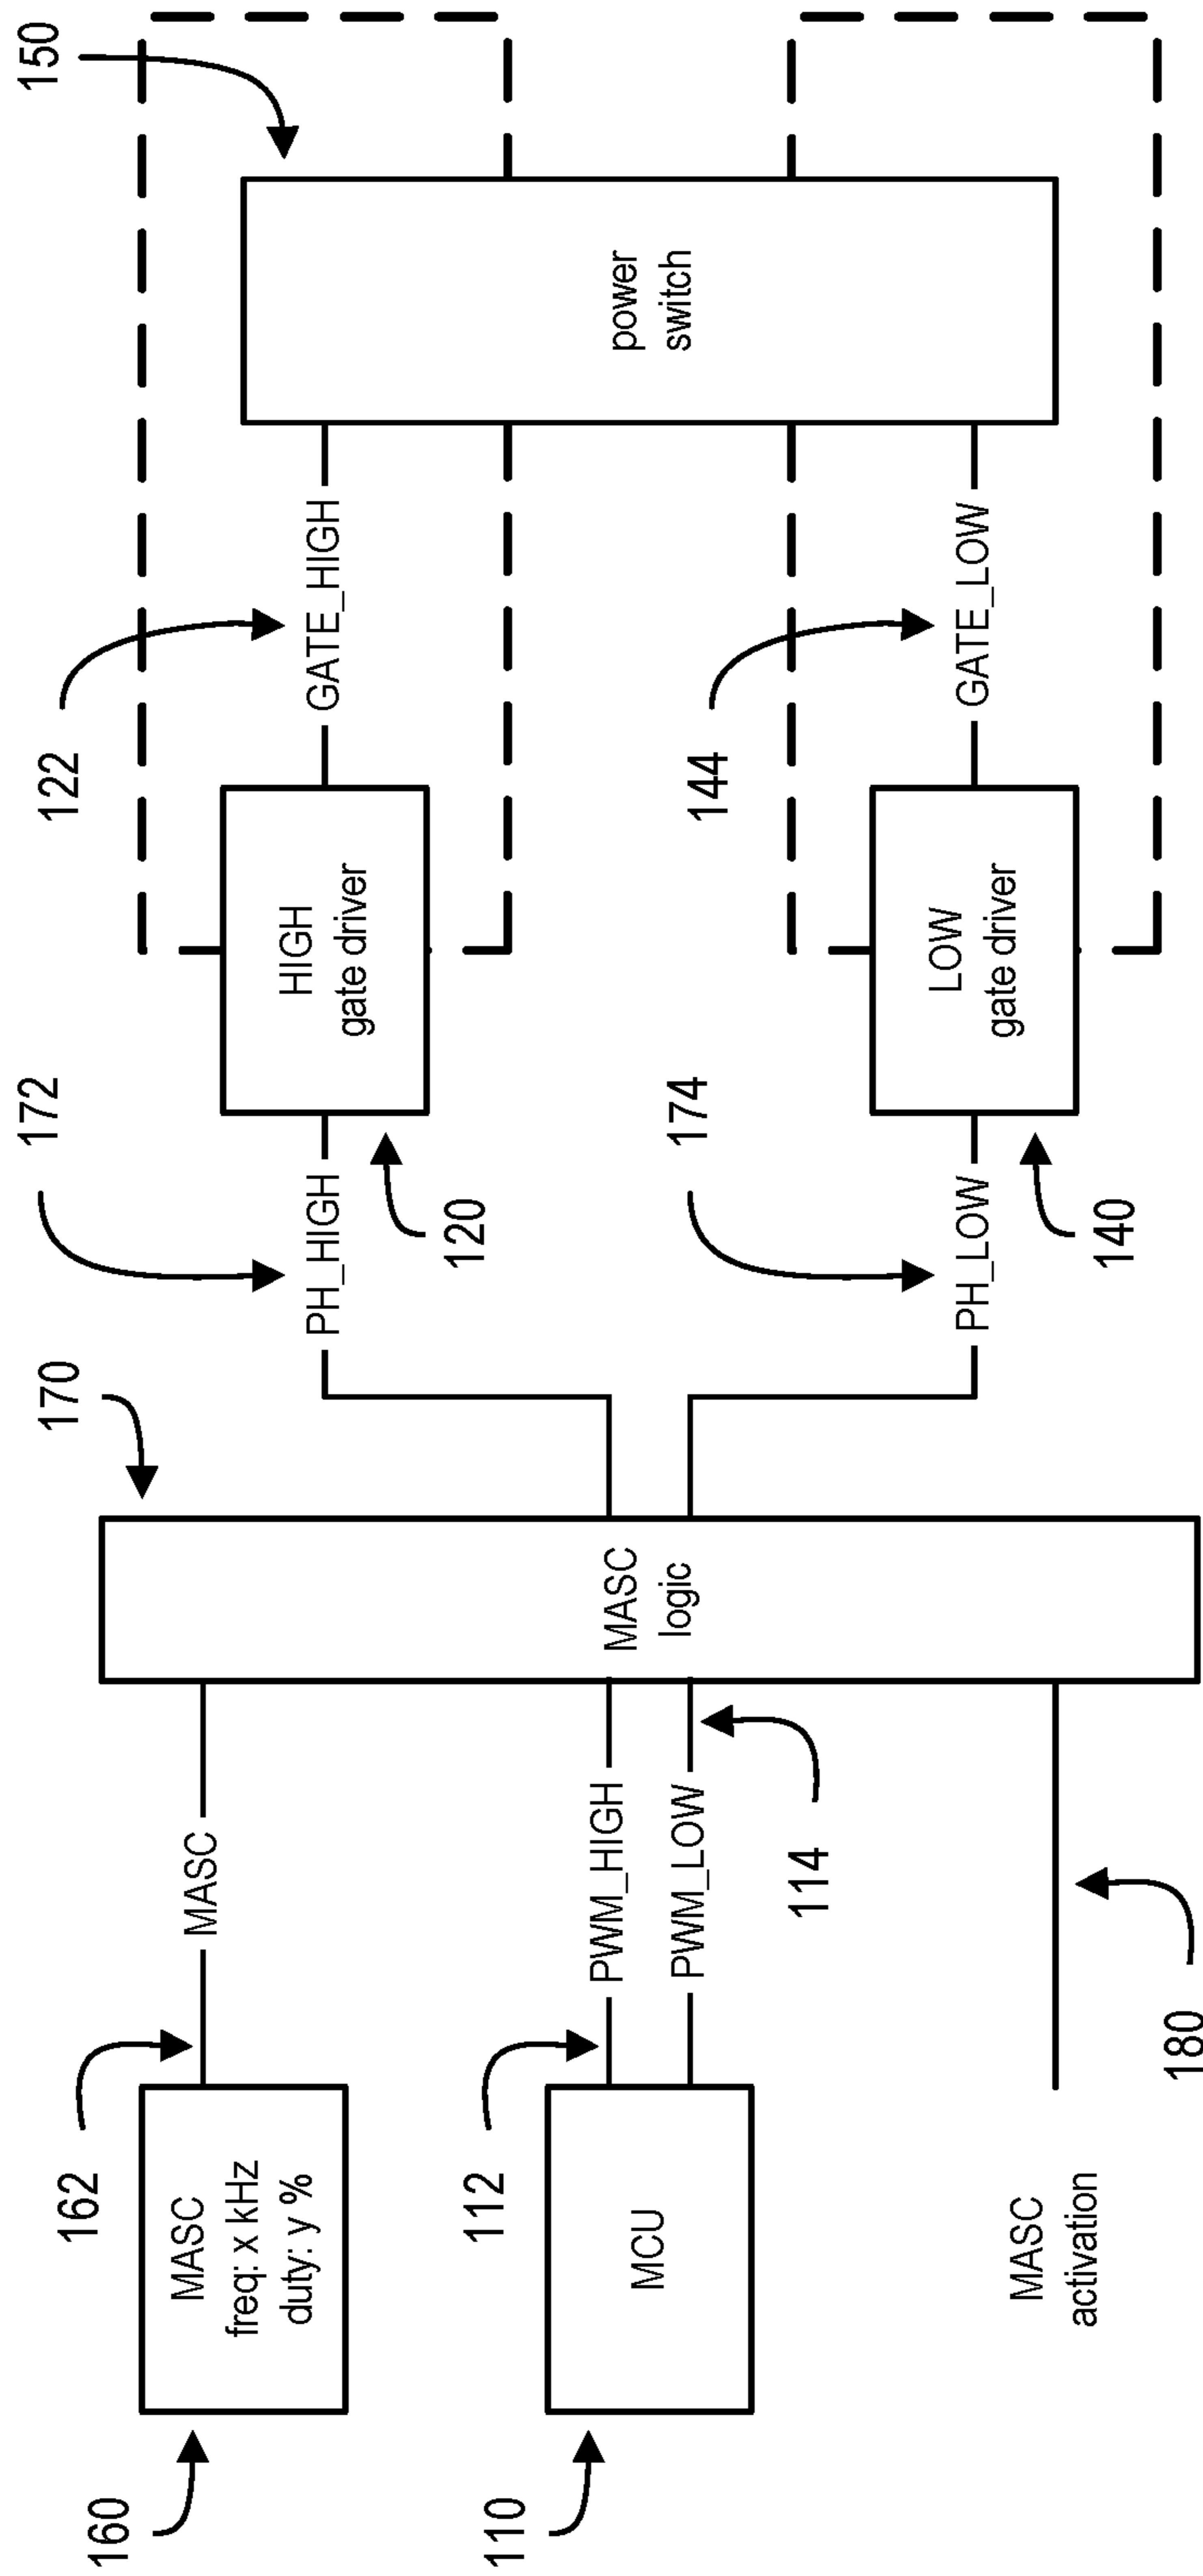 160
162
MASC
freq: x kHz
duty: y %
MASC
110
112
MCU
PWM_HIGH
PWM_LOW
114
MASC
activation
180
170
MASC
logic
172
PH_HIGH
120
HIGH
gate driver
122
GATE_HIGH
174
PH_LOW
140
LOW
gate driver
144
GATE_LOW
150
power
switch